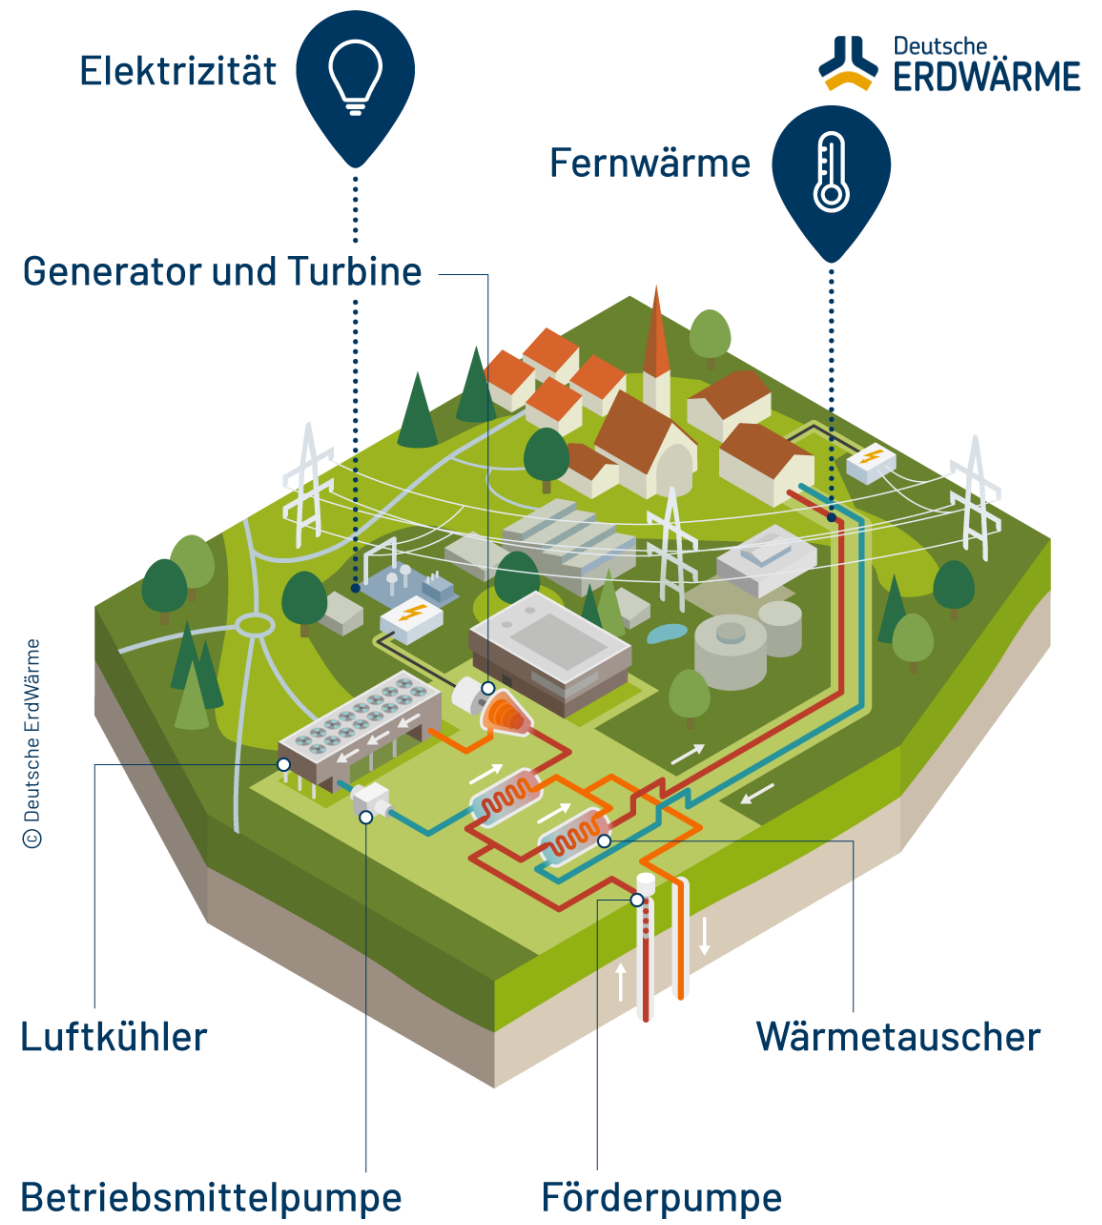 Elektrizität
Deutsche
ERDWÄRME
Fernwärme
Generator und Turbine
© Deutsche ErdWärme
Luftkühler
Wärmetauscher
Betriebsmittelpumpe
Förderpumpe